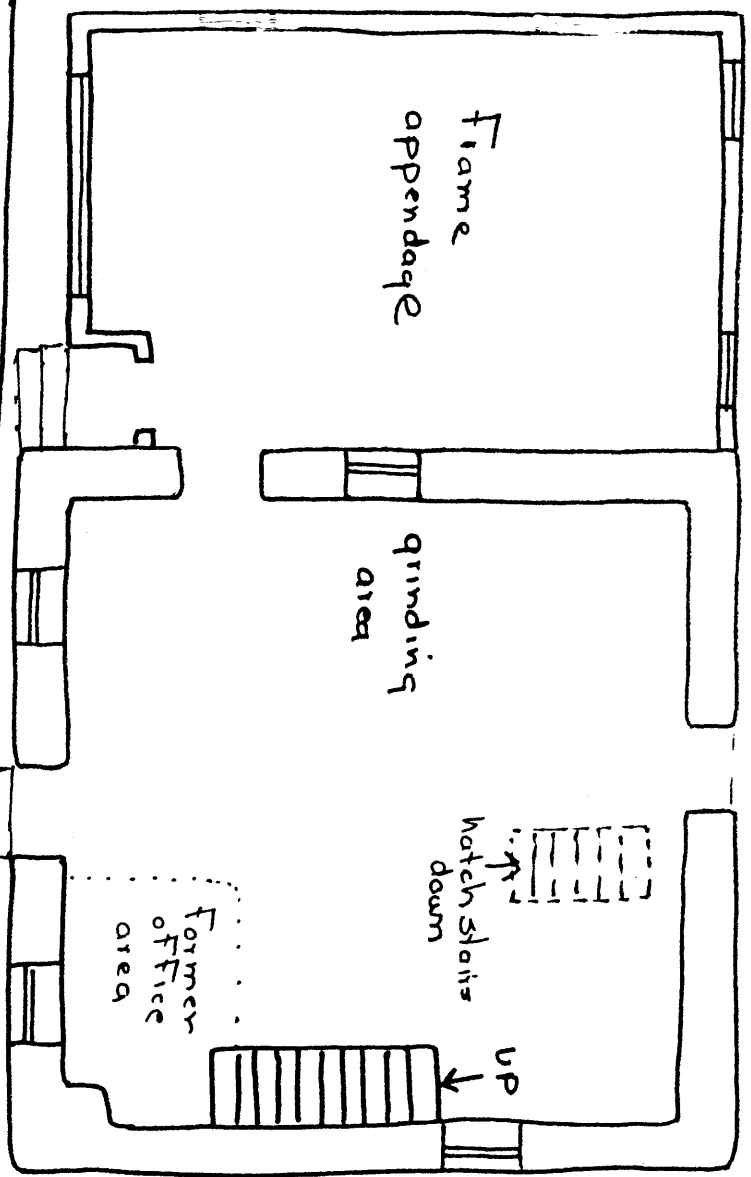 Frame
appendage
grinding
area
hatch stairs
down
Former
office
area
UP